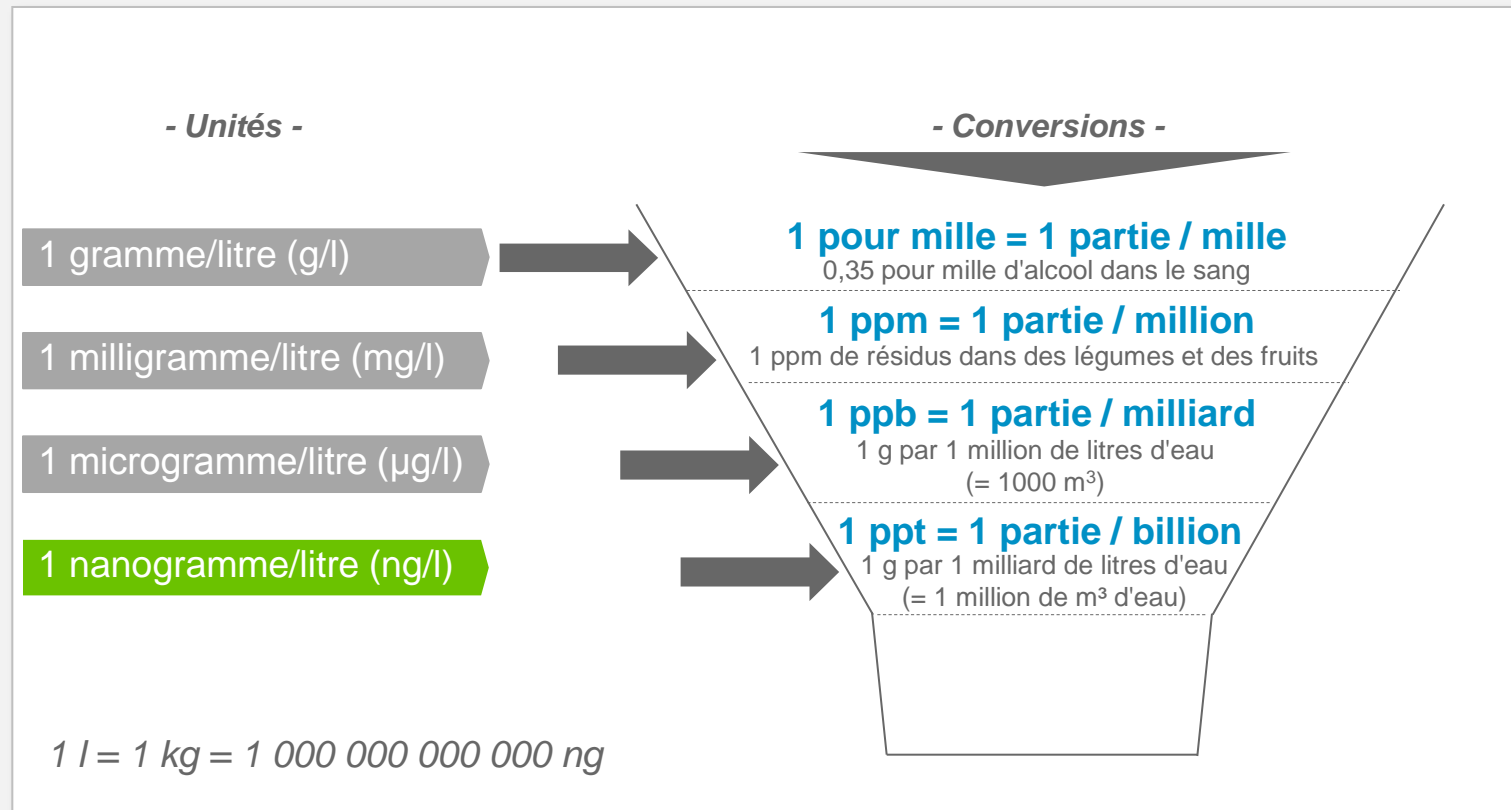 - Unités -
- Conversions -
1 gramme/litre (g/l)
1 pour mille = 1 partie / mille
0,35 pour mille d'alcool dans le sang
1 milligramme/litre (mg/l)
1 ppm = 1 partie / million
1 ppm de résidus dans des légumes et des fruits
1 microgramme/litre (µg/l)
1 ppb = 1 partie / milliard
1 g par 1 million de litres d'eau
(= 1000 m³)
1 nanogramme/litre (ng/l)
1 ppt = 1 partie / billion
1 g par 1 milliard de litres d'eau
(= 1 million de m³ d'eau)
1 l = 1 kg = 1 000 000 000 000 ng